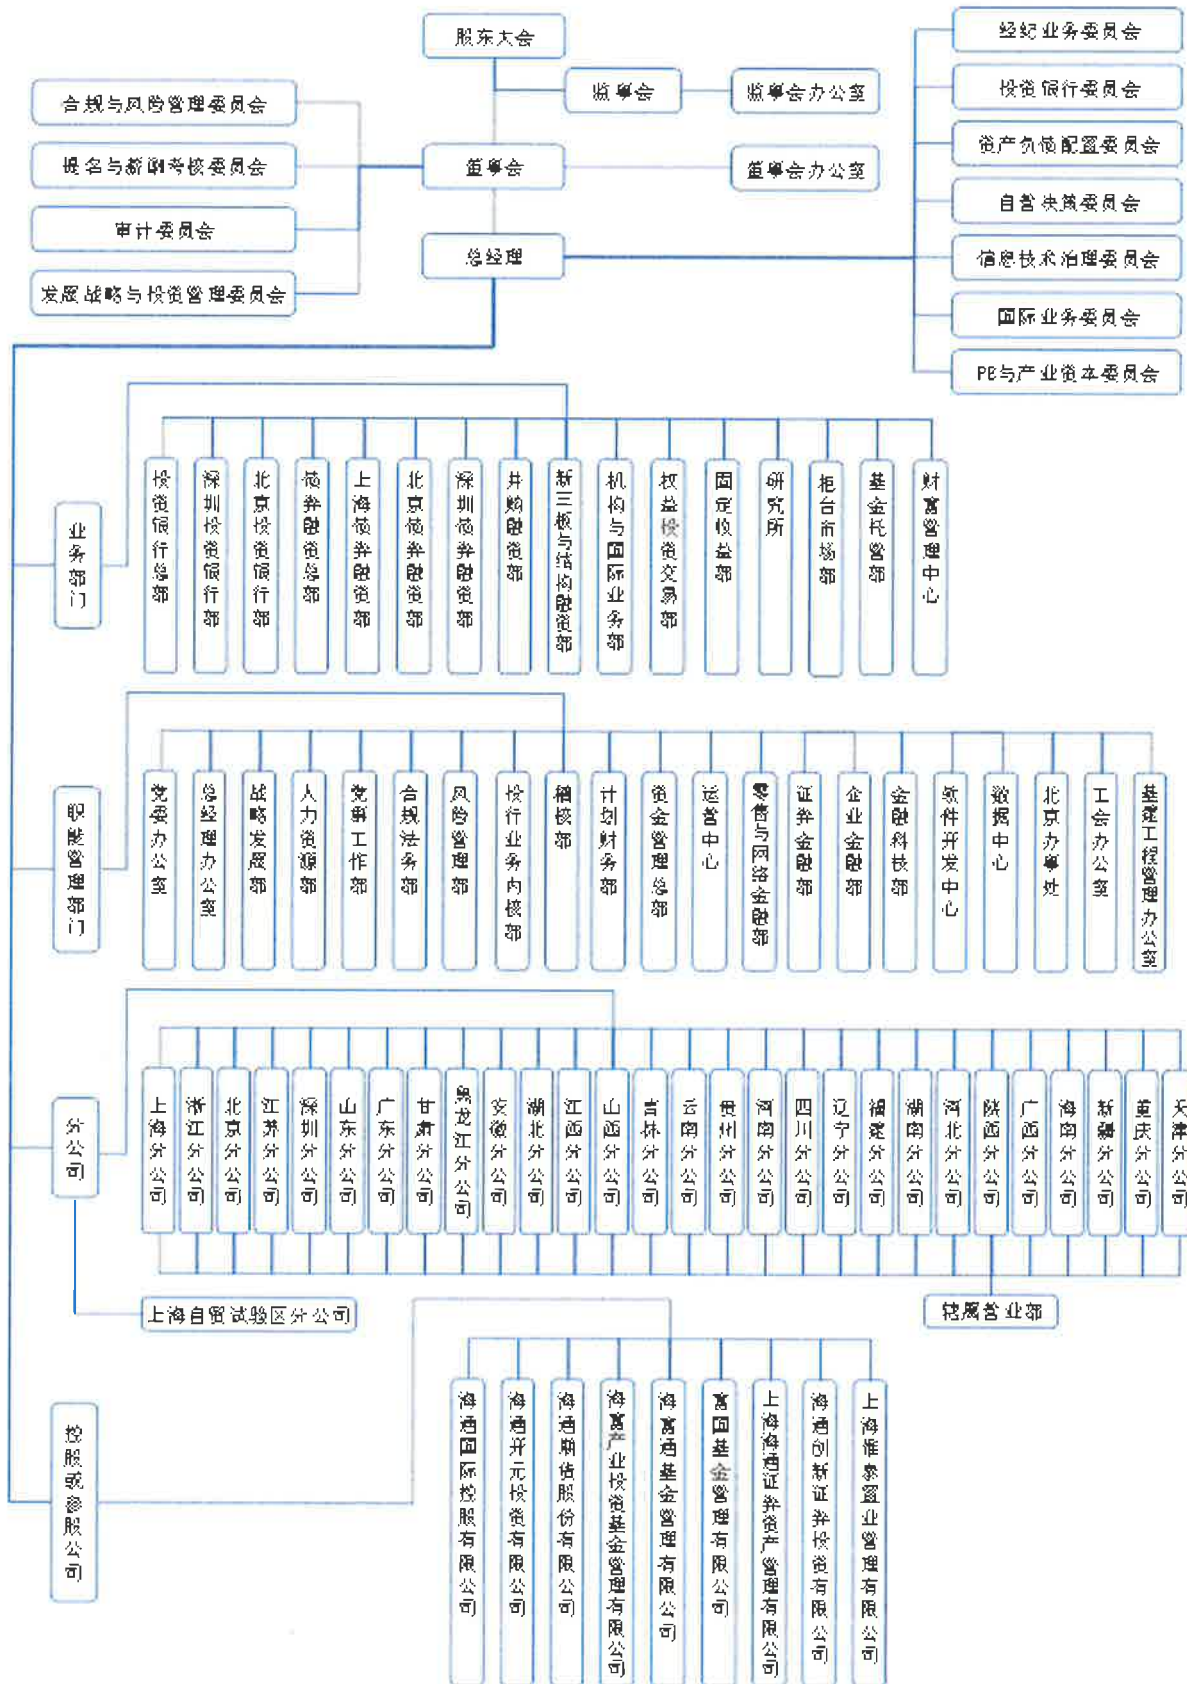 股东大会
监事会
监事会办公室
合规与风险管理委员会
提名与薪酬考核委员会
审计委员会
发展战略与投资管理委员会
董事会
董事会办公室
总经理
经纪业务委员会
投资银行委员会
资产负债配置委员会
自营决策委员会
信息技术治理委员会
国际业务委员会
PB与产业资本委员会
业务部门
投资银行总部
深圳投资银行部
北京投资银行部
债券融资总部
上海债券融资部
北京债券融资部
深圳债券融资部
并购融资部
新三板与结构融资部
机构与国际业务部
权益投资交易部
固定收益部
研究所
柜台市场部
基金托管部
财富管理中心
职能管理部门
党委办公室
总经理办公室
战略发展部
人力资源部
党群工作部
合规法务部
风险管理部
投行业务内核部
稽核部
计划财务部
资金管理总部
运营中心
零售与网络金融部
证券金融部
企业金融部
金融科技部
软件开发中心
数据中心
北京办事处
工会办公室
基建工程管理办公室
分公司
上海分公司
浙江分公司
北京分公司
江苏分公司
深圳分公司
山东分公司
广东分公司
甘肃分公司
黑龙江分公司
安徽分公司
湖北分公司
江西分公司
山西分公司
吉林分公司
云南分公司
贵州分公司
河南分公司
四川分公司
辽宁分公司
福建分公司
湖南分公司
河北分公司
陕西分公司
广西分公司
海南分公司
新疆分公司
重庆分公司
天津分公司
上海自贸试验区分公司
辖属营业部
控股或参股公司
海通国际控股有限公司
海通开元投资有限公司
海通期货股份有限公司
海富产业投资基金管理有限公司
海富通基金管理有限公司
富国基金管理有限公司
上海海通证券资产管理有限公司
海通创新证券投资有限公司
上海惟泰置业管理有限公司